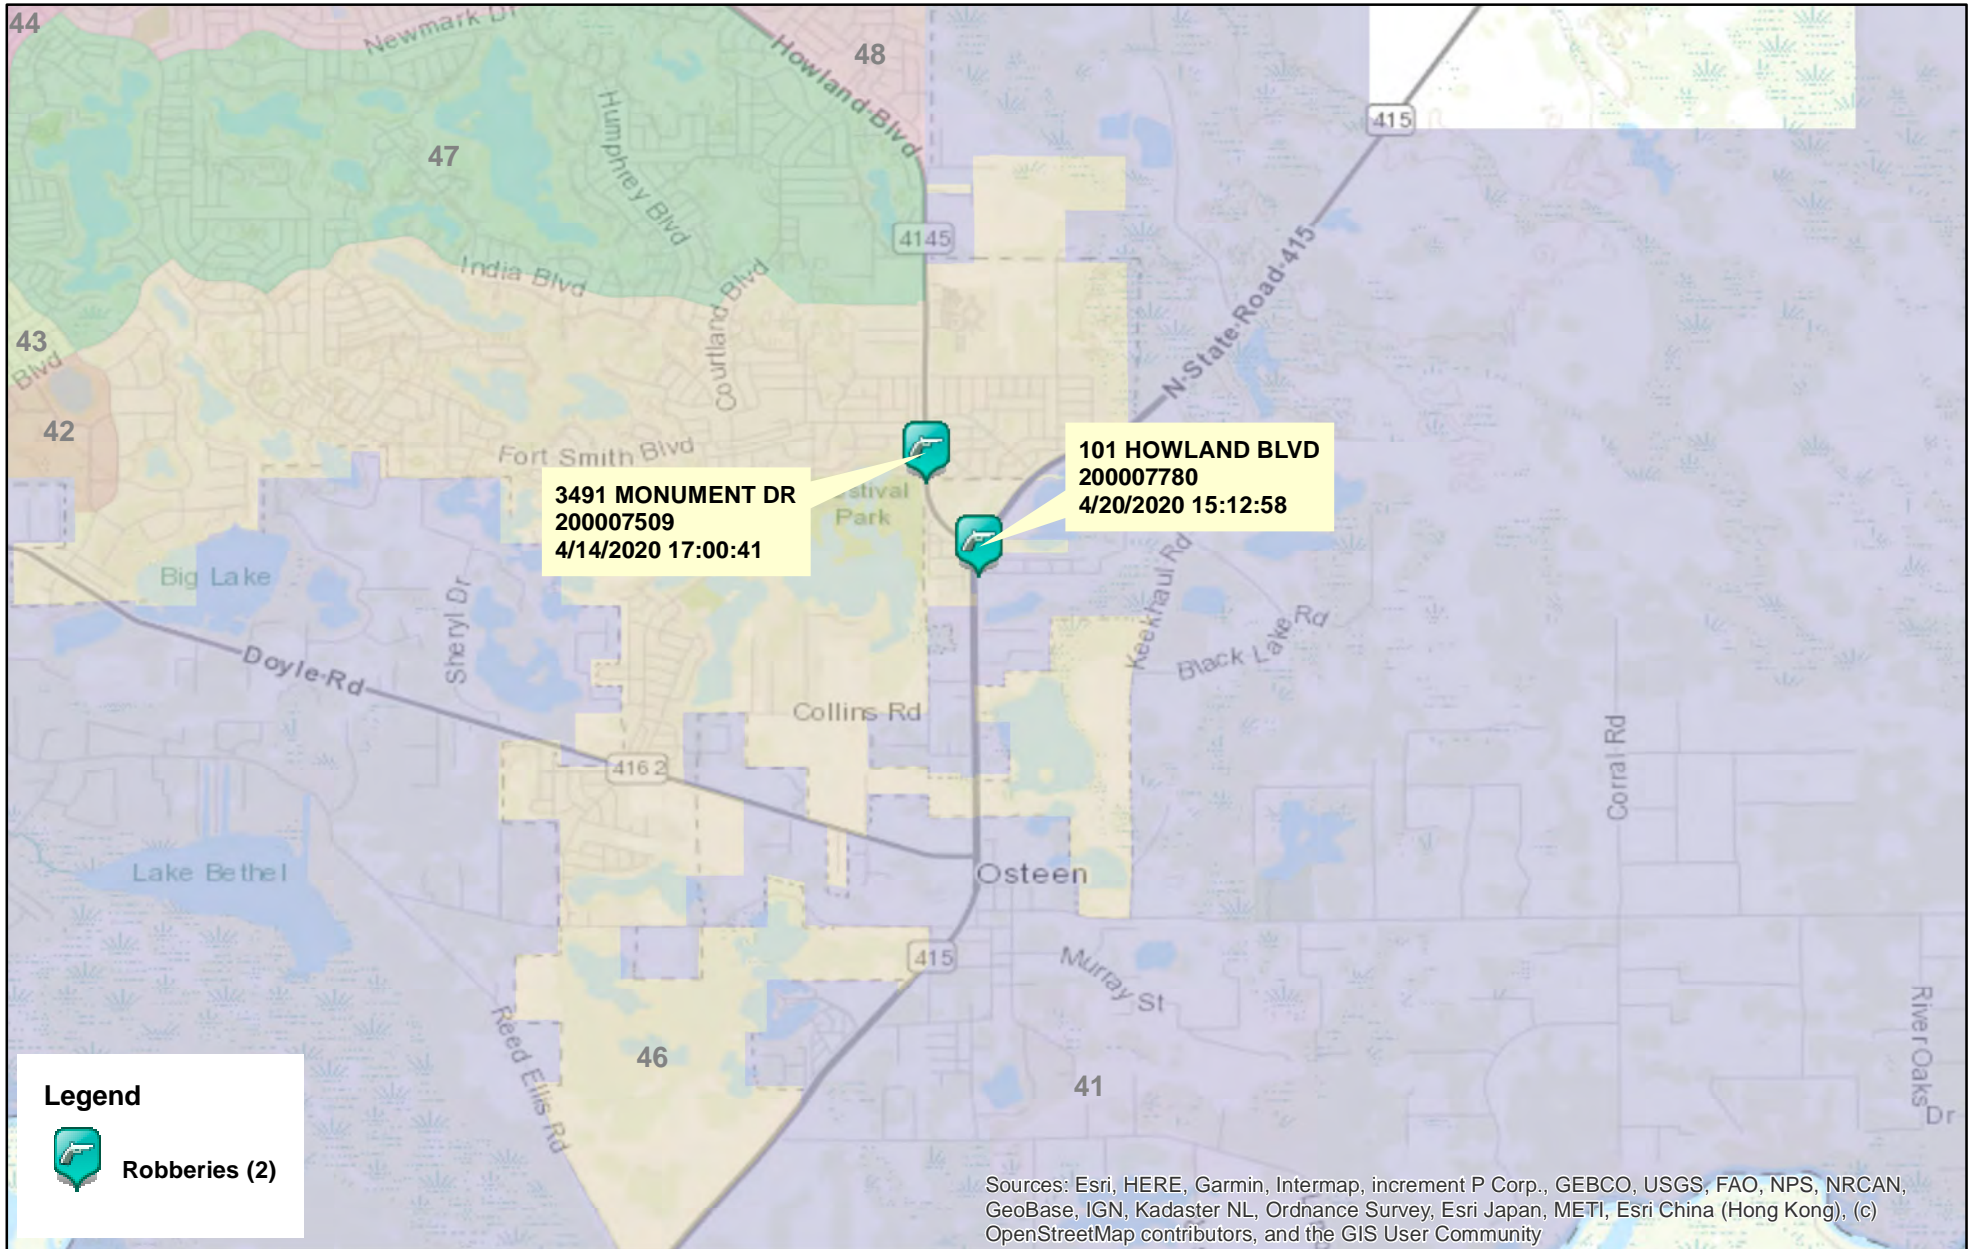 44
Newmark Dr
Howland Blvd
48
415
47
Humphrey Blvd
4145
India Blvd
Courtland Blvd
N State Road 415
43
Blvd
42
Fort Smith Blvd
3491 MONUMENT DR
200007509
4/14/2020 17:00:41
101 HOWLAND BLVD
200007780
4/20/2020 15:12:58
Park
Big Lake
Sheryl Dr
Keekhaul Rd
Black Lake Rd
Doyle Rd
Collins Rd
4162
Corral Rd
Lake Bethel
Osteen
415
Murray St
Reed Ellis Rd
46
41
River Oaks Dr
Legend
Robberies (2)
Sources: Esri, HERE, Garmin, Intermap, increment P Corp., GEBCO, USGS, FAO, NPS, NRCAN,
GeoBase, IGN, Kadaster NL, Ordnance Survey, Esri Japan, METI, Esri China (Hong Kong), (c)
OpenStreetMap contributors, and the GIS User Community